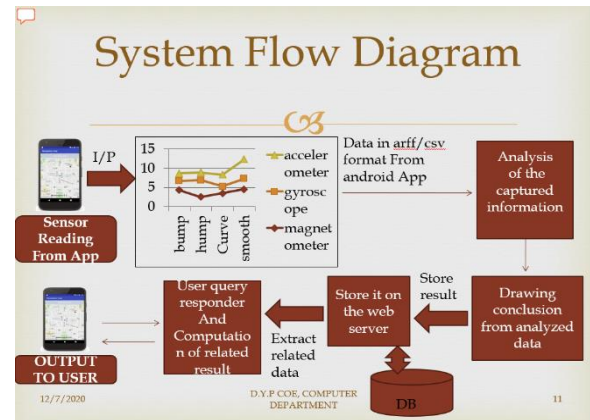 System Flow Diagram
I/P
Sensor
Reading
From App
15
10
5
0
bump
hump
Curve
smooth
acceler
ometer
gyrosc
ope
magnet
ometer
Data in arff/csv
format From
android App
Analysis
of the
captured
information
Drawing
conclusion
from analyzed
data
Store
result
Store it on
the web
server
DB
Extract
related
data
User query
responder
And
Computatio
n of related
result
OUTPUT
TO USER
12/7/2020
D.Y.P COE, COMPUTER
DEPARTMENT
11